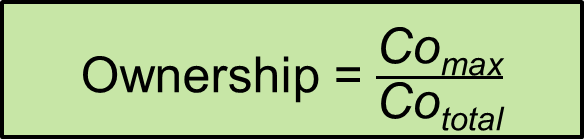 Ownership = Co_max / Co_total